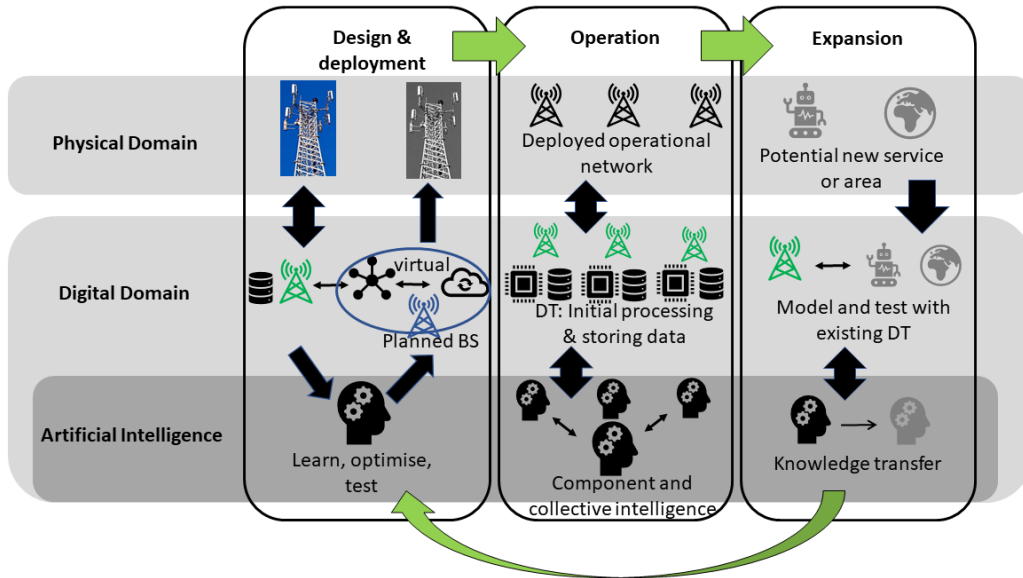 Design &
deployment
Operation
Expansion
Physical Domain
Deployed operational
network
Potential new service
or area
Digital Domain
virtual
Planned BS
DT: Initial processing
& storing data
Model and test with
existing DT
Artificial Intelligence
Learn, optimise,
test
Component and
collective intelligence
Knowledge transfer